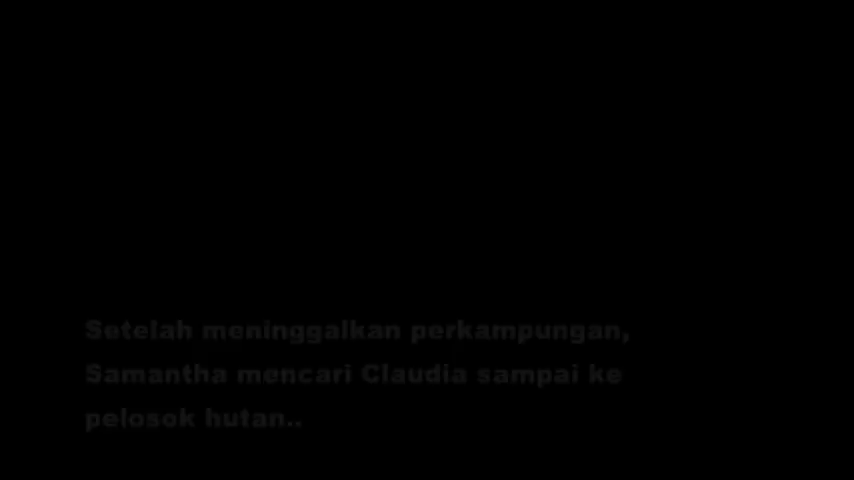 Setelah meninggalkan perkampungan,
Samantha mencari Claudia sampai ke
pelosok hutan..